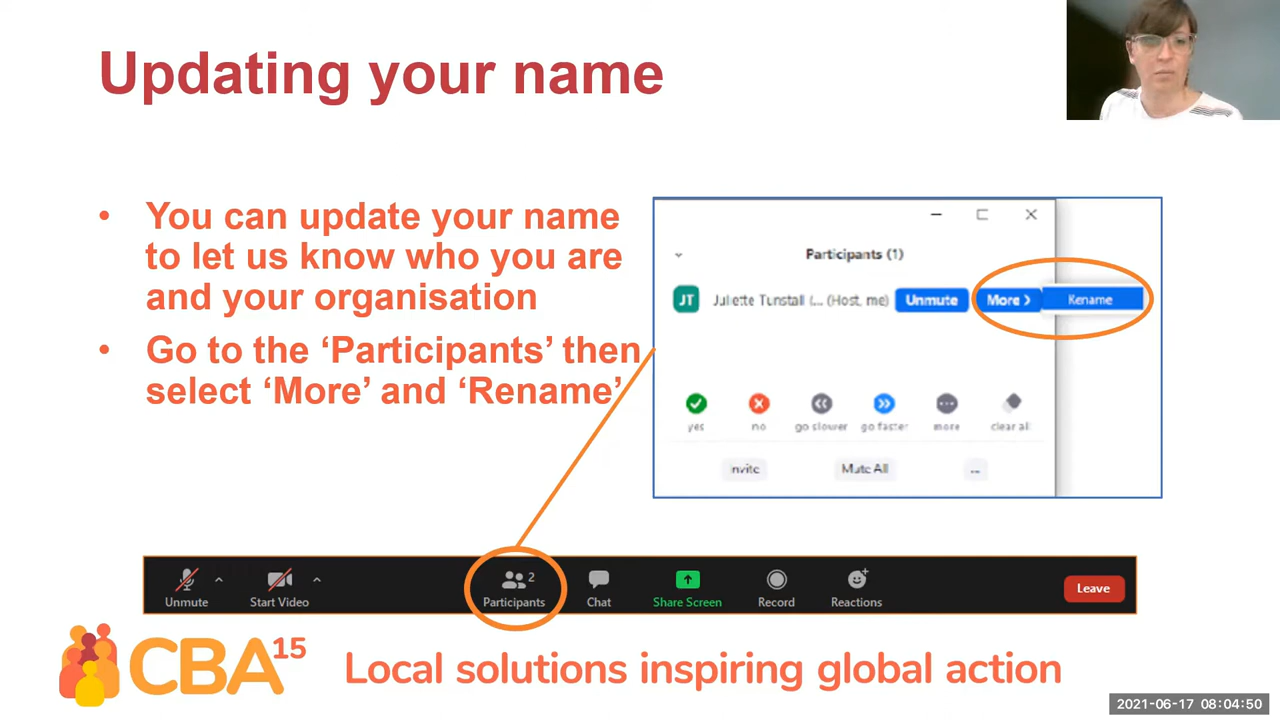 Updating your name
• You can update your name
to let us know who you are
and your organisation
• Go to the ‘Participants’ then
select ‘More’ and ‘Rename’
Participants (1)
JT Juliette Tunstall (... (Host, me) Unmute More > Rename
yes no go slower go faster more clear all
Invite Mute All ...
2
Unmute Start Video Participants Chat Share Screen Record Reactions Leave
CBA15 Local solutions inspiring global action
2021-06-17 08:04:50